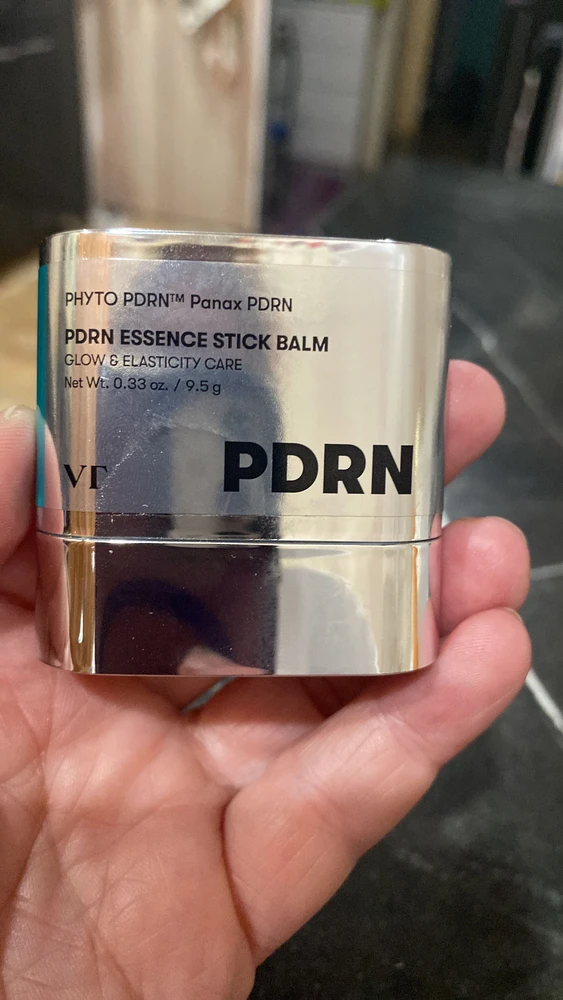 PHYTO PDRN™ Panax PDRN
PDRN ESSENCE STICK BALM
GLOW & ELASTICITY CARE
Net Wt. 0.33 oz. / 9.5 g
VT
PDRN